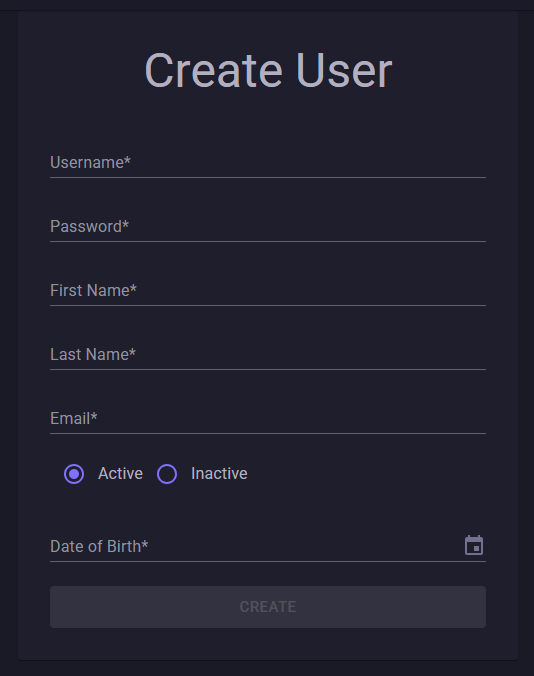 Create User
Username*
Password*
First Name*
Last Name*
Email*
Active Inactive
Date of Birth*
CREATE